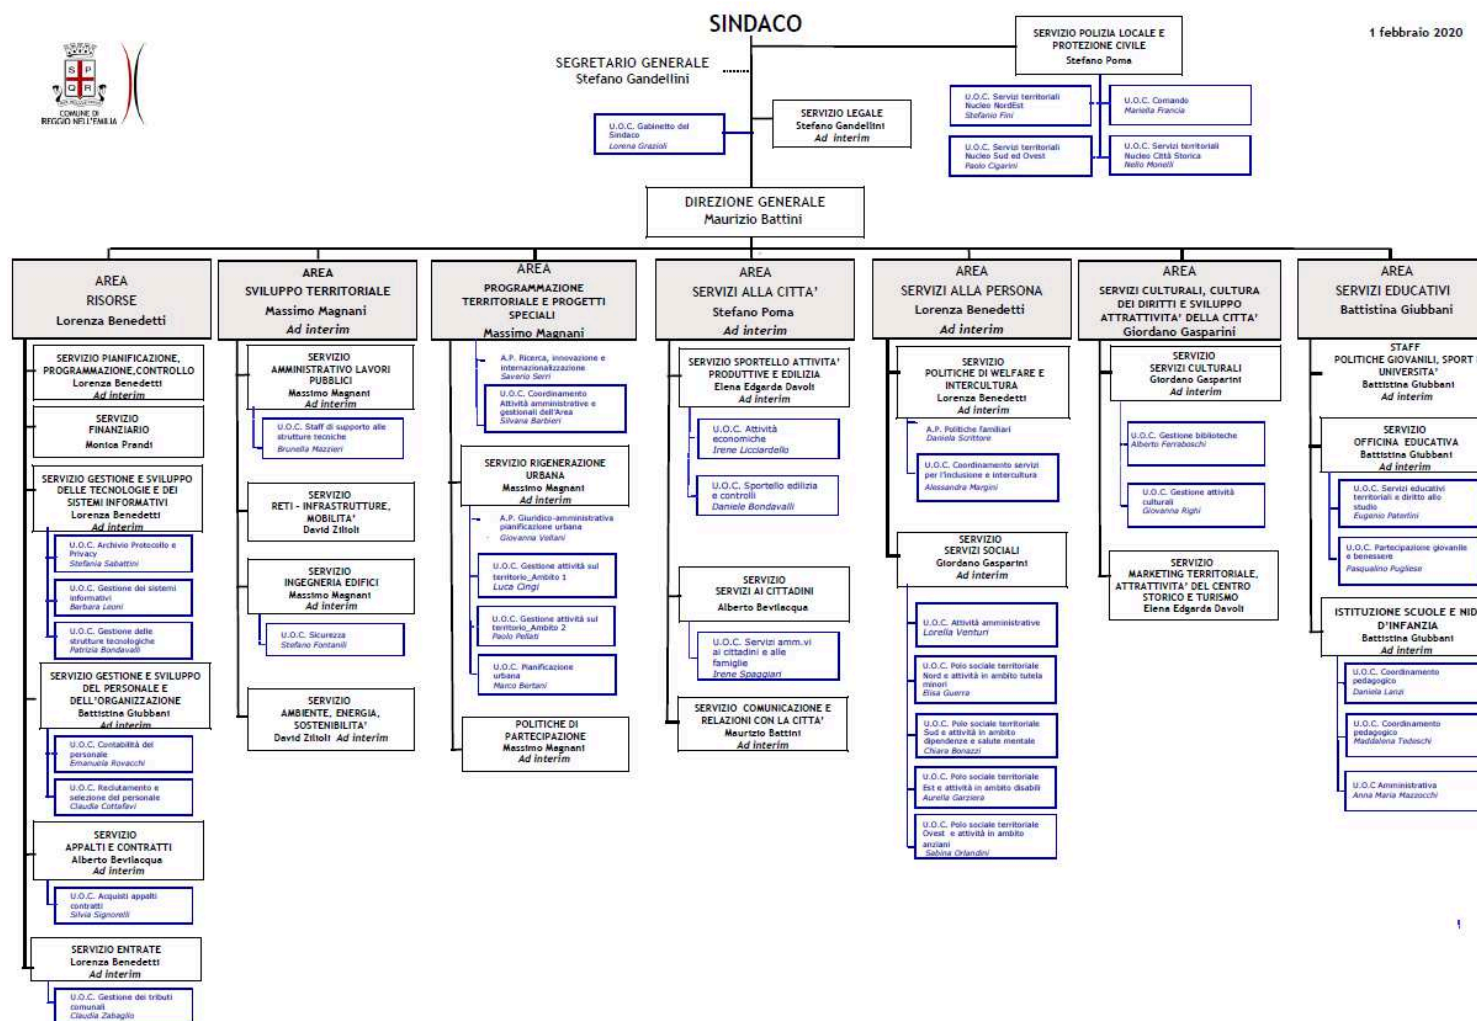 SINDACO
1 febbraio 2020
S P
Q R
COMUNE DI
REGGIO NELL'EMILIA
SEGRETARIO GENERALE
Stefano Gandellini
SERVIZIO POLIZIA LOCALE E
PROTEZIONE CIVILE
Stefano Poma
U.O.C. Servizi territoriali
Nucleo NordEst
Stefanio Fini
U.O.C. Comando
Mariella Francia
U.O.C. Servizi territoriali
Nucleo Sud ed Ovest
Paolo Cigarini
U.O.C. Servizi territoriali
Nucleo Città Storica
Nello Monelli
U.O.C. Gabinetto del
Sindaco
Lorena Grazioli
SERVIZIO LEGALE
Stefano Gandellini
Ad interim
DIREZIONE GENERALE
Maurizio Battini
AREA
RISORSE
Lorenza Benedetti
SERVIZIO PIANIFICAZIONE,
PROGRAMMAZIONE,CONTROLLO
Lorenza Benedetti
Ad interim
SERVIZIO
FINANZIARIO
Monica Prandi
SERVIZIO GESTIONE E SVILUPPO
DELLE TECNOLOGIE E DEI
SISTEMI INFORMATIVI
Lorenza Benedetti
Ad interim
U.O.C. Archivio Protocollo e
Privacy
Stefania Sabattini
U.O.C. Gestione dei sistemi
informativi
Barbara Leoni
U.O.C. Gestione delle
strutture tecnologiche
Patrizia Bondavalli
SERVIZIO GESTIONE E SVILUPPO
DEL PERSONALE E
DELL'ORGANIZZAZIONE
Battistina Giubbani
Ad interim
U.O.C. Contabilità del
personale
Emanuela Rovacchi
U.O.C. Reclutamento e
selezione del personale
Claudia Cottafavi
SERVIZIO
APPALTI E CONTRATTI
Alberto Bevilacqua
Ad interim
U.O.C. Acquisti appalti
contratti
Silvia Signorelli
SERVIZIO ENTRATE
Lorenza Benedetti
Ad interim
U.O.C. Gestione dei tributi
comunali
Claudia Zabaglio
AREA
SVILUPPO TERRITORIALE
Massimo Magnani
Ad interim
SERVIZIO
AMMINISTRATIVO LAVORI
PUBBLICI
Massimo Magnani
Ad interim
U.O.C. Staff di supporto alle
strutture tecniche
Brunella Mazzieri
SERVIZIO
RETI - INFRASTRUTTURE,
MOBILITA'
David Zilioli
SERVIZIO
INGEGNERIA EDIFICI
Massimo Magnani
Ad interim
U.O.C. Sicurezza
Stefano Fontanili
SERVIZIO
AMBIENTE, ENERGIA,
SOSTENIBILITA'
David Zilioli Ad interim
AREA
PROGRAMMAZIONE
TERRITORIALE E PROGETTI
SPECIALI
Massimo Magnani
A.P. Ricerca, innovazione e
internazionalizzazione
Saverio Serri
U.O.C. Coordinamento
Attività amministrative e
gestionali dell'Area
Silvana Barbieri
SERVIZIO RIGENERAZIONE
URBANA
Massimo Magnani
Ad interim
A.P. Giuridico-amministrativa
pianificazione urbana
Giovanna Vellani
U.O.C. Gestione attività sul
territorio_Ambito 1
Luca Cingi
U.O.C. Gestione attività sul
territorio_Ambito 2
Paolo Pellati
U.O.C. Pianificazione
urbana
Marco Bertani
POLITICHE DI
PARTECIPAZIONE
Massimo Magnani
Ad interim
AREA
SERVIZI ALLA CITTA'
Stefano Poma
Ad interim
SERVIZIO SPORTELLO ATTIVITA'
PRODUTTIVE E EDILIZIA
Elena Edgarda Davoli
Ad interim
U.O.C. Attività
economiche
Irene Licciardello
U.O.C. Sportello edilizia
e controlli
Daniele Bondavalli
SERVIZIO
SERVIZI AI CITTADINI
Alberto Bevilacqua
U.O.C. Servizi amm.vi
ai cittadini e alle
famiglie
Irene Spaggiari
SERVIZIO COMUNICAZIONE E
RELAZIONI CON LA CITTA'
Maurizio Battini
Ad interim
AREA
SERVIZI ALLA PERSONA
Lorenza Benedetti
Ad interim
SERVIZIO
POLITICHE DI WELFARE E
INTERCULTURA
Lorenza Benedetti
Ad interim
A.P. Politiche familiari
Daniela Scrittore
U.O.C. Coordinamento servizi
per l'inclusione e intercultura
Alessandra Margini
SERVIZIO
SERVIZI SOCIALI
Giordano Gasparini
Ad interim
U.O.C. Attività amministrative
Lorella Venturi
U.O.C. Polo sociale territoriale
Nord e attività in ambito tutela
minori
Elisa Guerra
U.O.C. Polo sociale territoriale
Sud e attività in ambito
dipendenze e salute mentale
Chiara Bonazzi
U.O.C. Polo sociale territoriale
Est e attività in ambito disabili
Aurelia Garziera
U.O.C. Polo sociale territoriale
Ovest e attività in ambito
anziani
Sabina Orlandini
AREA
SERVIZI CULTURALI, CULTURA
DEI DIRITTI E SVILUPPO
ATTRATTIVITA' DELLA CITTA'
Giordano Gasparini
SERVIZIO
SERVIZI CULTURALI
Giordano Gasparini
Ad interim
U.O.C. Gestione biblioteche
Alberto Ferraboschi
U.O.C. Gestione attività
culturali
Giovanna Righi
SERVIZIO
MARKETING TERRITORIALE,
ATTRATTIVITA' DEL CENTRO
STORICO E TURISMO
Elena Edgarda Davoli
AREA
SERVIZI EDUCATIVI
Battistina Giubbani
STAFF
POLITICHE GIOVANILI, SPORT E
UNIVERSITA'
Battistina Giubbani
Ad interim
SERVIZIO
OFFICINA EDUCATIVA
Battistina Giubbani
Ad interim
U.O.C. Servizi educativi
territoriali e diritto allo
studio
Eugenio Paterlini
U.O.C. Partecipazione giovanile
e benessere
Pasqualino Pugliese
ISTITUZIONE SCUOLE E NIDI
D'INFANZIA
Battistina Giubbani
Ad interim
U.O.C. Coordinamento
pedagogico
Daniela Lanzi
U.O.C. Coordinamento
pedagogico
Maddalena Tedeschi
U.O.C Amministrativa
Anna Maria Mazzocchi